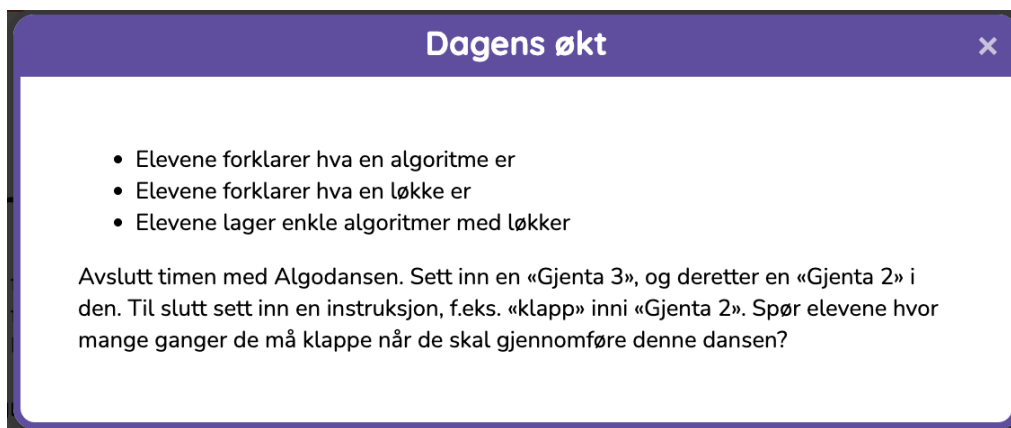 Dagens økt
×
• Elevene forklarer hva en algoritme er
• Elevene forklarer hva en løkke er
• Elevene lager enkle algoritmer med løkker
Avslutt timen med Algodansen. Sett inn en «Gjenta 3», og deretter en «Gjenta 2» i
den. Til slutt sett inn en instruksjon, f.eks. «klapp» inni «Gjenta 2». Spør elevene hvor
mange ganger de må klappe når de skal gjennomføre denne dansen?